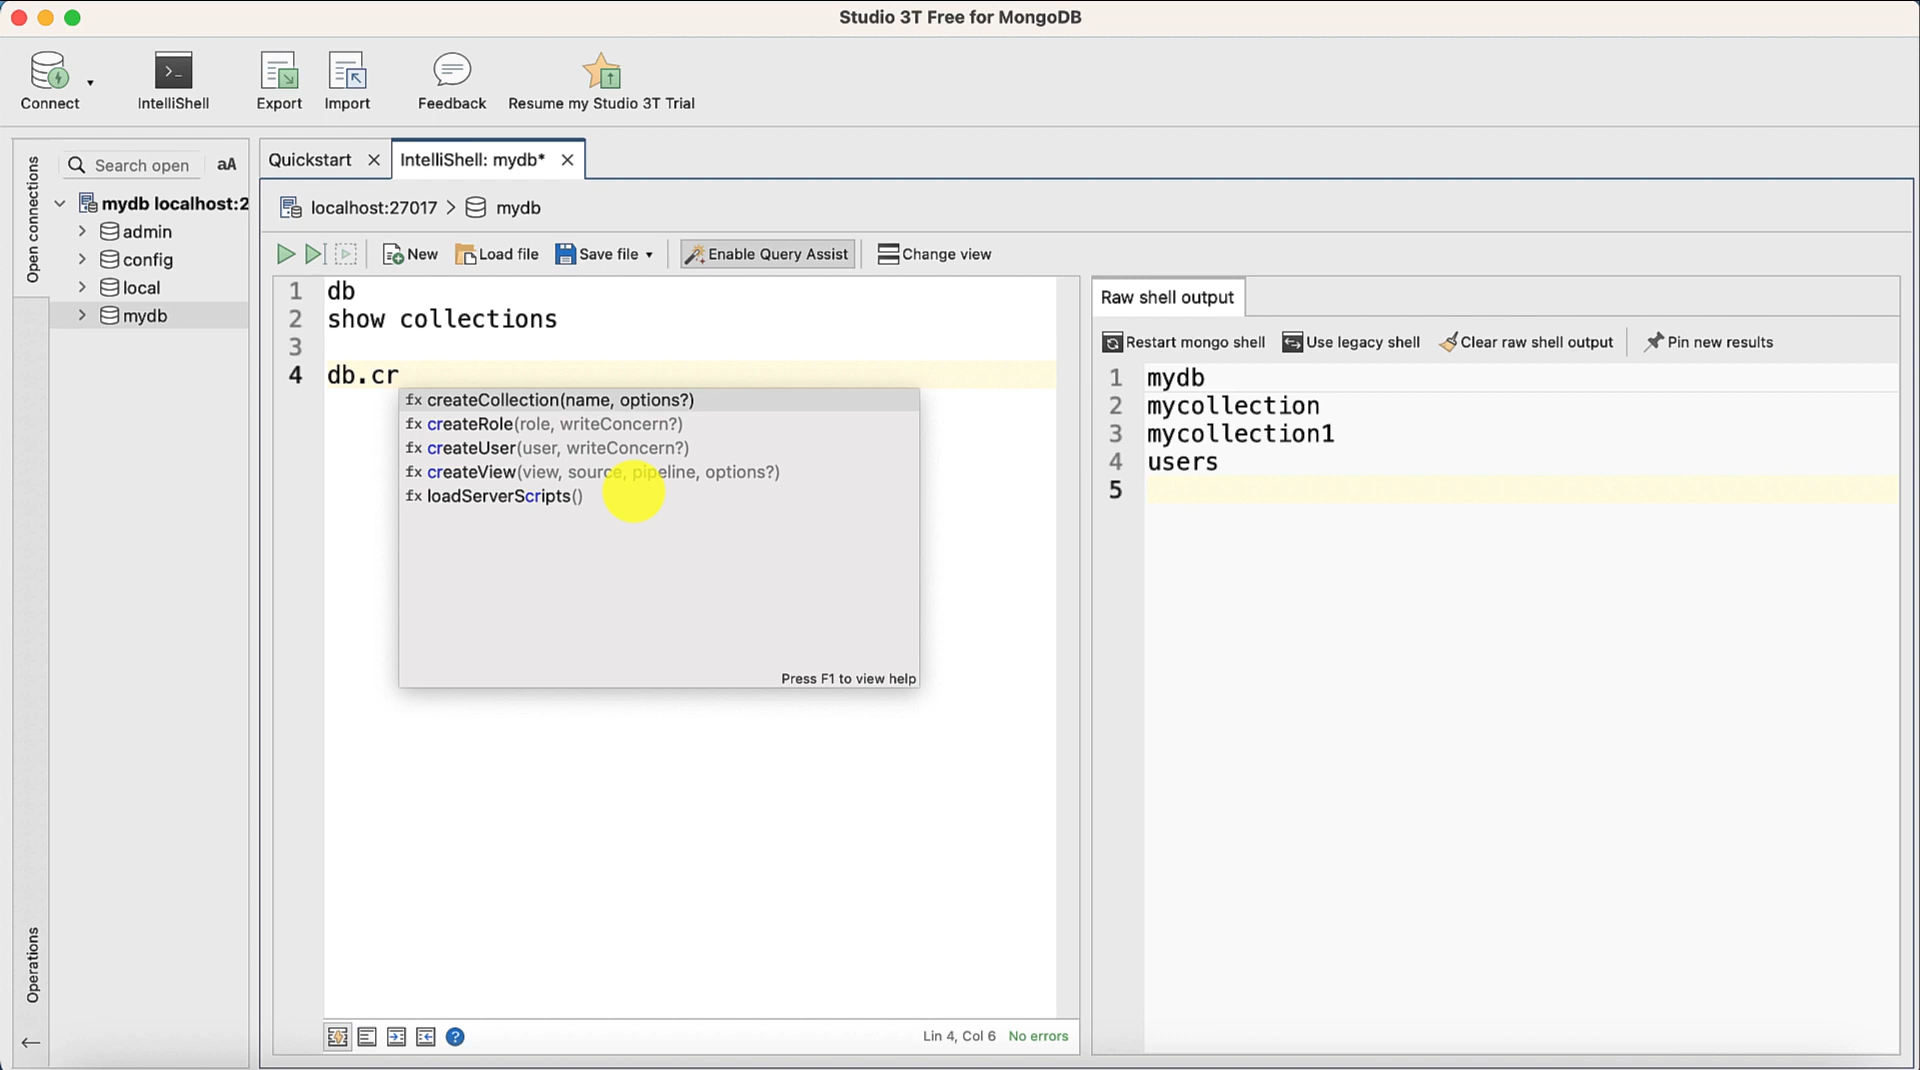 Studio 3T Free for MongoDB
Connect
IntelliShell
Export
Import
Feedback
Resume my Studio 3T Trial
Open connections
Operations
Search open
aA
mydb localhost:2
admin
config
local
mydb
Quickstart
IntelliShell: mydb*
localhost:27017 > mydb
New
Load file
Save file
Enable Query Assist
Change view
1 db
2 show collections
3
4 db.cr
fx createCollection(name, options?)
fx createRole(role, writeConcern?)
fx createUser(user, writeConcern?)
fx createView(view, source, pipeline, options?)
fx loadServerScripts()
Press F1 to view help
Lin 4, Col 6 No errors
Raw shell output
Restart mongo shell
Use legacy shell
Clear raw shell output
Pin new results
1 mydb
2 mycollection
3 mycollection1
4 users
5